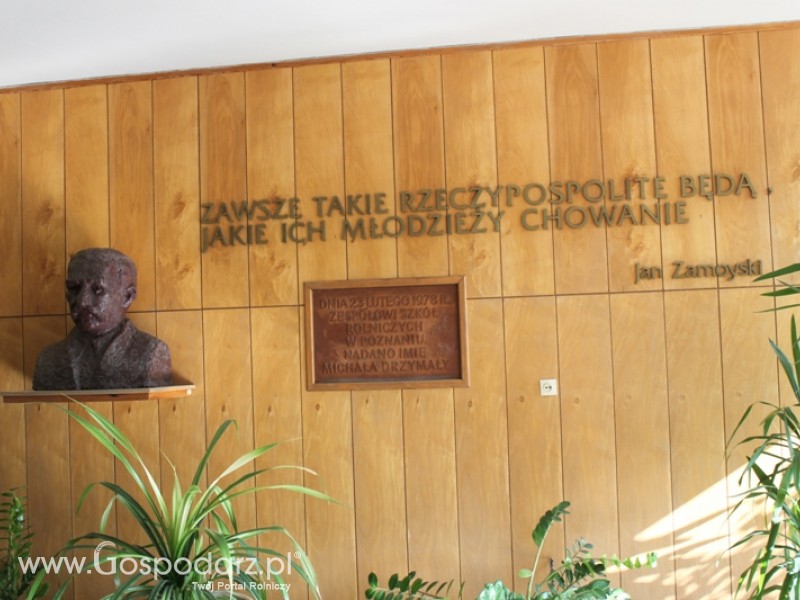 ZAWSZE TAKIE RZECZYPOSPOLITE BĘDĄ,
JAKIE ICH MŁODZIEŻY CHOWANIE
Jan Zamoyski
DNIA 23 LUTEGO 1978 R.
ZESPOŁOWI SZKÓŁ
ROLNICZYCH
W POZNANIU
NADANO IMIĘ
MICHAŁA DRZYMAŁY
www.Gospodarz.pl
Twój Portal Rolniczy